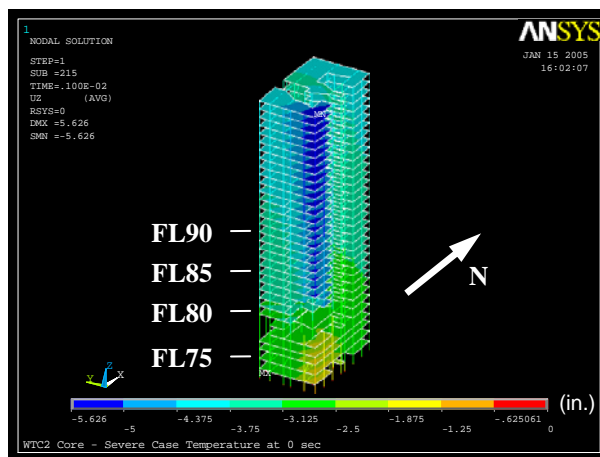 1
NODAL SOLUTION
STEP=1
SUB =215
TIME=.100E-02
UZ (AVG)
RSYS=0
DMX =5.626
SMN =-5.626
ANSYS
JAN 15 2005
16:02:07
MN
FL90
FL85
FL80
FL75
N
MX
Z
Y X
-5.626 -4.375 -3.125 -1.875 -.625061 (in.)
-5 -3.75 -2.5 -1.25 0
WTC2 Core - Severe Case Temperature at 0 sec